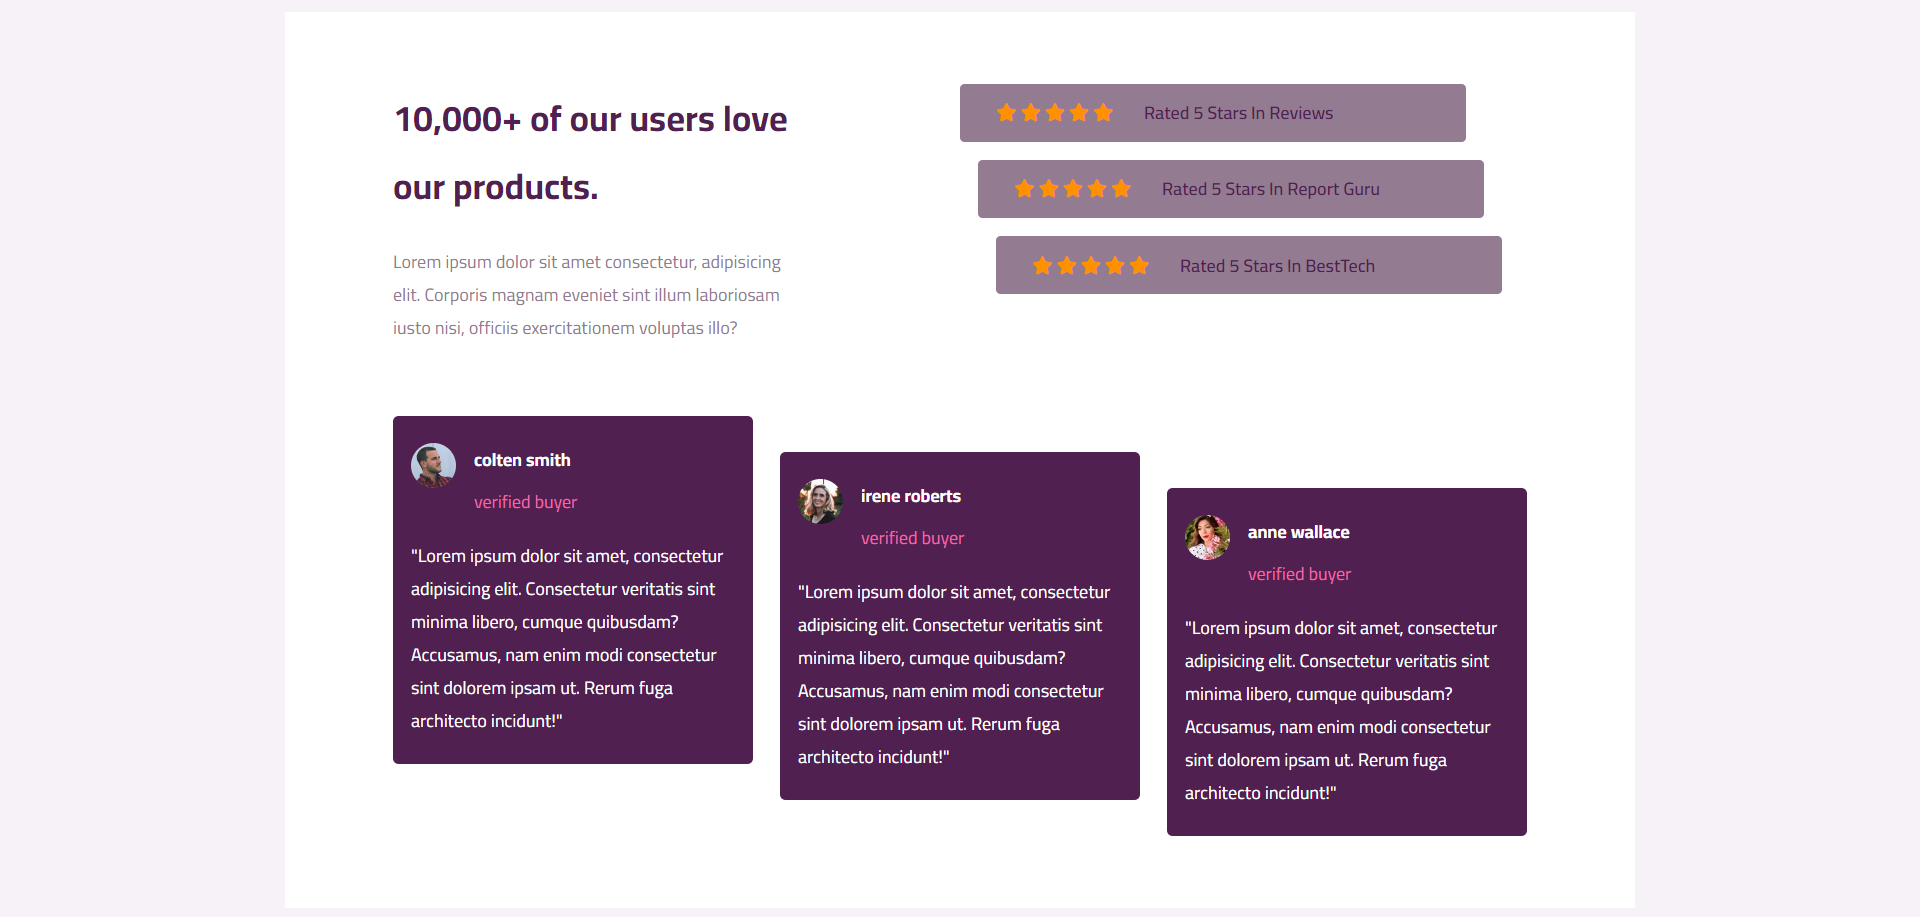 10,000+ of our users love
our products.
Lorem ipsum dolor sit amet consectetur, adipisicing
elit. Corporis magnam eveniet sint illum laboriosam
iusto nisi, officiis exercitationem voluptas illo?
Rated 5 Stars In Reviews
Rated 5 Stars In Report Guru
Rated 5 Stars In BestTech
colten smith
verified buyer
"Lorem ipsum dolor sit amet, consectetur
adipisicing elit. Consectetur veritatis sint
minima libero, cumque quibusdam?
Accusamus, nam enim modi consectetur
sint dolorem ipsam ut. Rerum fuga
architecto incidunt!"
irene roberts
verified buyer
"Lorem ipsum dolor sit amet, consectetur
adipisicing elit. Consectetur veritatis sint
minima libero, cumque quibusdam?
Accusamus, nam enim modi consectetur
sint dolorem ipsam ut. Rerum fuga
architecto incidunt!"
anne wallace
verified buyer
"Lorem ipsum dolor sit amet, consectetur
adipisicing elit. Consectetur veritatis sint
minima libero, cumque quibusdam?
Accusamus, nam enim modi consectetur
sint dolorem ipsam ut. Rerum fuga
architecto incidunt!"